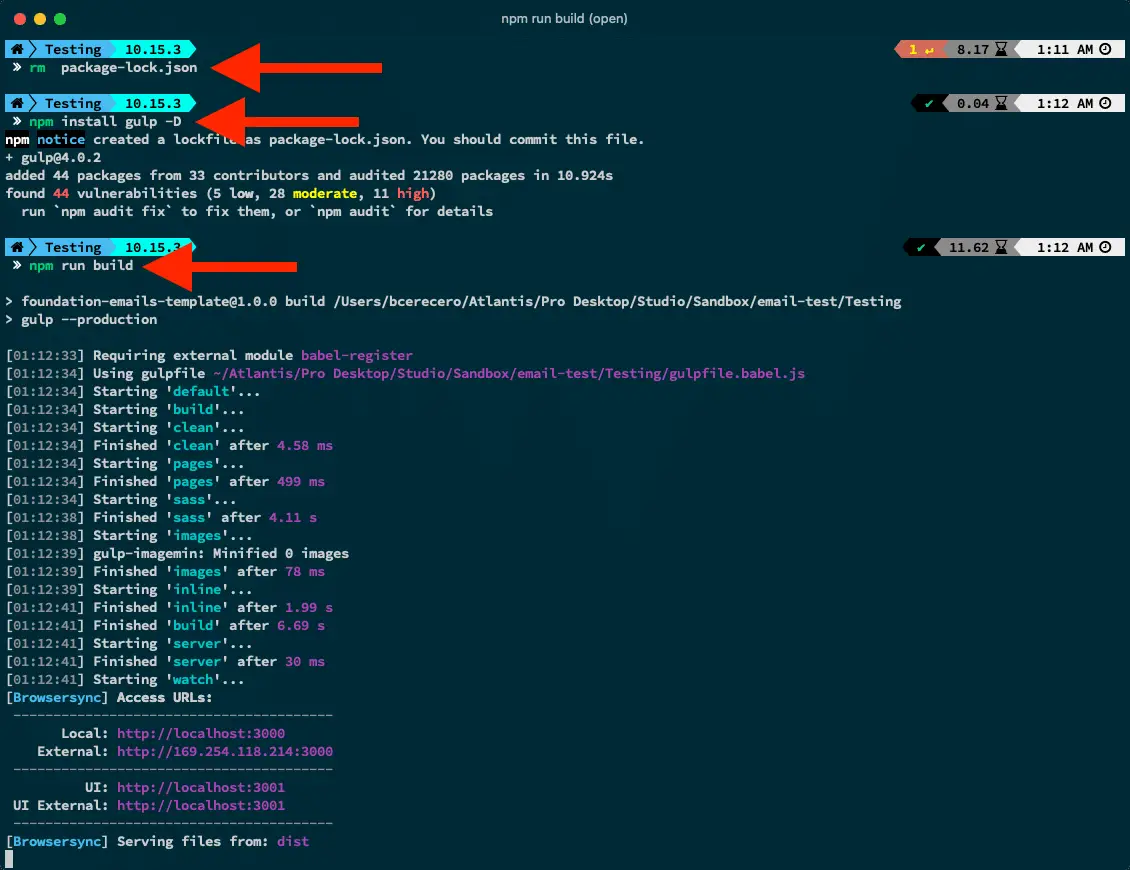 npm run build (open)
Testing 10.15.3 1 ↵ 8.17 1:11 AM
» rm package-lock.json
Testing 10.15.3 ✔ 0.04 1:12 AM
» npm install gulp -D
npm notice created a lockfile as package-lock.json. You should commit this file.
+ gulp@4.0.2
added 44 packages from 33 contributors and audited 21280 packages in 10.924s
found 44 vulnerabilities (5 low, 28 moderate, 11 high)
run `npm audit fix` to fix them, or `npm audit` for details
Testing 10.15.3 ✔ 11.62 1:12 AM
» npm run build
> foundation-emails-template@1.0.0 build /Users/bcerecero/Atlantis/Pro Desktop/Studio/Sandbox/email-test/Testing
> gulp --production
[01:12:33] Requiring external module babel-register
[01:12:34] Using gulpfile ~/Atlantis/Pro Desktop/Studio/Sandbox/email-test/Testing/gulpfile.babel.js
[01:12:34] Starting 'default'...
[01:12:34] Starting 'build'...
[01:12:34] Starting 'clean'...
[01:12:34] Finished 'clean' after 4.58 ms
[01:12:34] Starting 'pages'...
[01:12:34] Finished 'pages' after 499 ms
[01:12:34] Starting 'sass'...
[01:12:38] Finished 'sass' after 4.11 s
[01:12:38] Starting 'images'...
[01:12:39] gulp-imagemin: Minified 0 images
[01:12:39] Finished 'images' after 78 ms
[01:12:39] Starting 'inline'...
[01:12:41] Finished 'inline' after 1.99 s
[01:12:41] Finished 'build' after 6.69 s
[01:12:41] Starting 'server'...
[01:12:41] Finished 'server' after 30 ms
[01:12:41] Starting 'watch'...
[Browsersync] Access URLs:
----------------------------------------
Local: http://localhost:3000
External: http://169.254.118.214:3000
----------------------------------------
UI: http://localhost:3001
UI External: http://localhost:3001
----------------------------------------
[Browsersync] Serving files from: dist